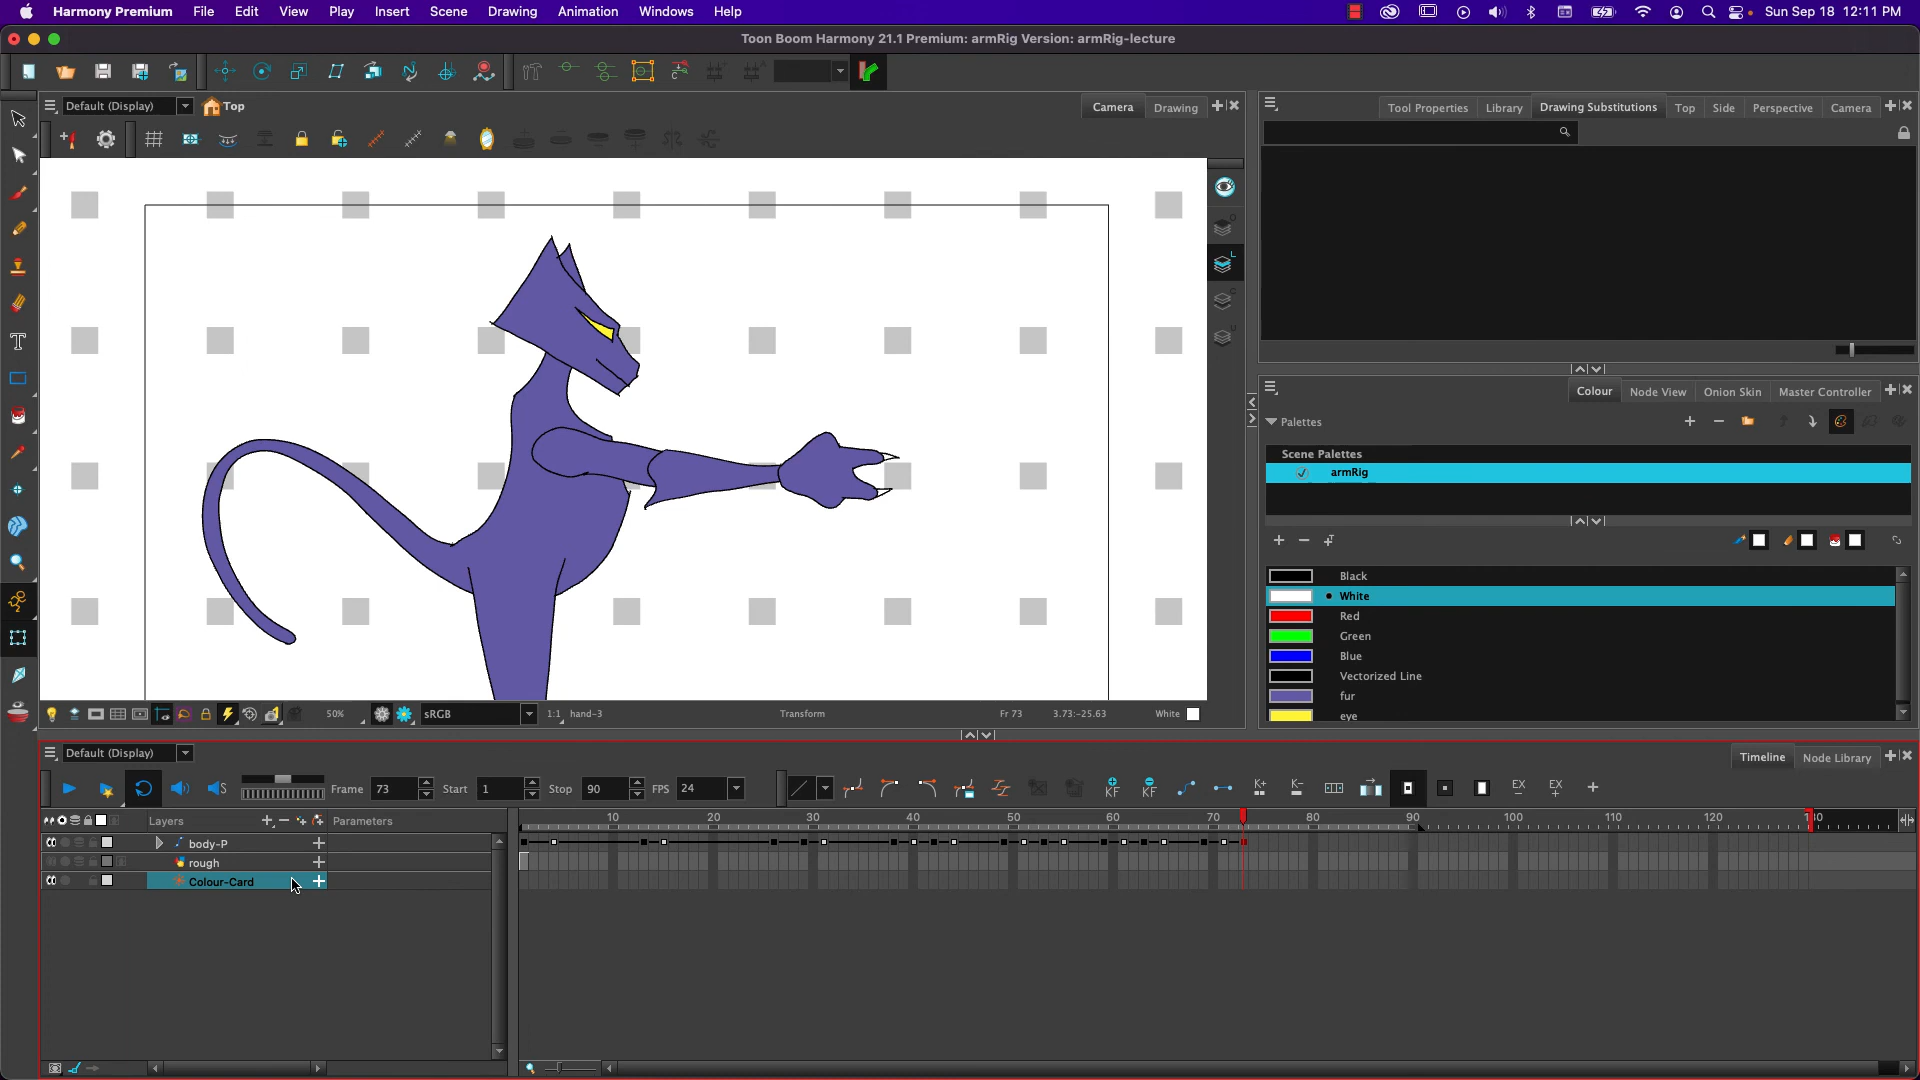 Harmony Premium File Edit View Play Insert Scene Drawing Animation Windows Help Sun Sep 18 12:11 PM
Toon Boom Harmony 21.1 Premium: armRig Version: armRig-lecture
Default (Display) Top Camera Drawing
Tool Properties Library Drawing Substitutions Top Side Perspective Camera
Colour Node View Onion Skin Master Controller
Palettes
Scene Palettes
armRig
Black
White
Red
Green
Blue
Vectorized Line
fur
eye
50% sRGB 1:1 hand-3 Transform Fr 73 3.73:-25.63 White
Default (Display) Timeline Node Library
Frame 73 Start 1 Stop 90 FPS 24 KF KF K+ K- EX EX
Layers Parameters 10 20 30 40 50 60 70 80 90 100 110 120
body-P
rough
Colour-Card